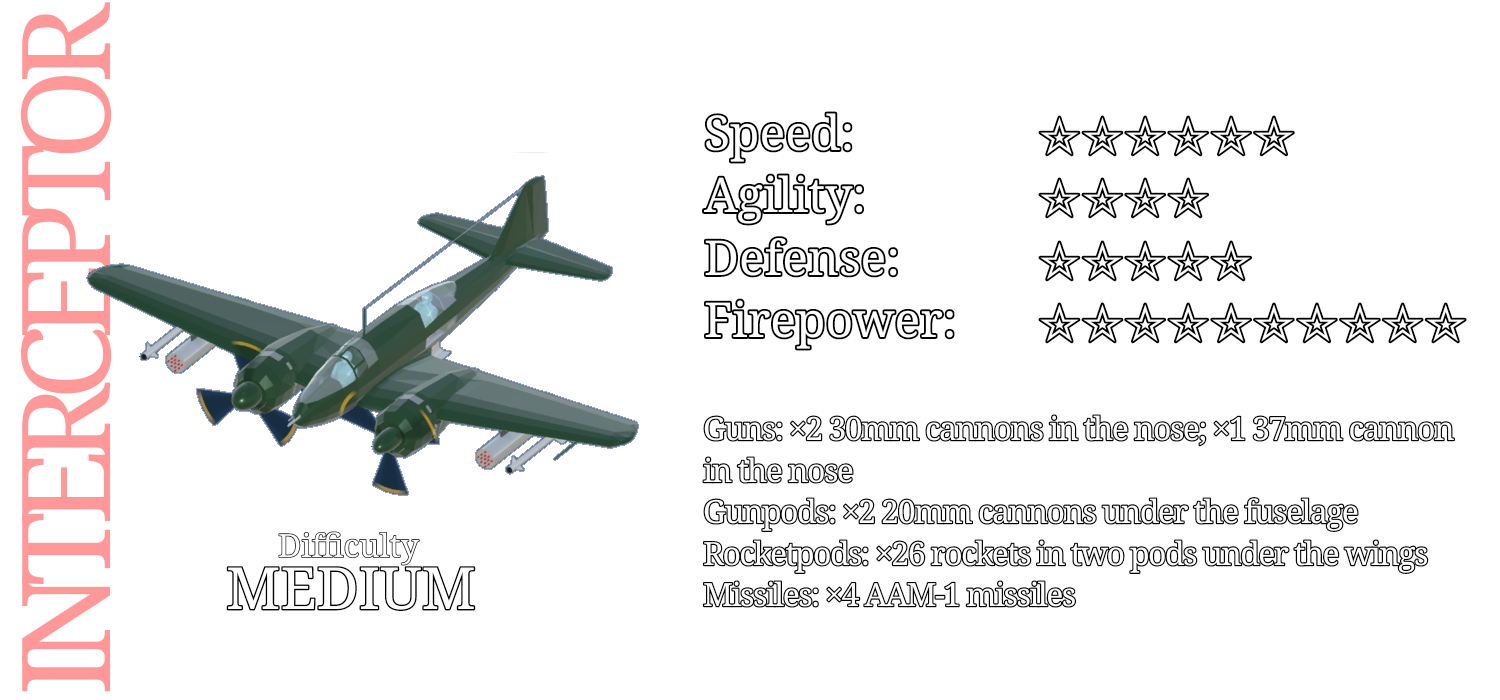 INTERCEPTOR
Speed:
Agility:
Defense:
Firepower:
Guns: ×2 30mm cannons in the nose; ×1 37mm cannon
in the nose
Gunpods: ×2 20mm cannons under the fuselage
Rocketpods: ×26 rockets in two pods under the wings
Missiles: ×4 AAM-1 missiles
Difficulty
MEDIUM